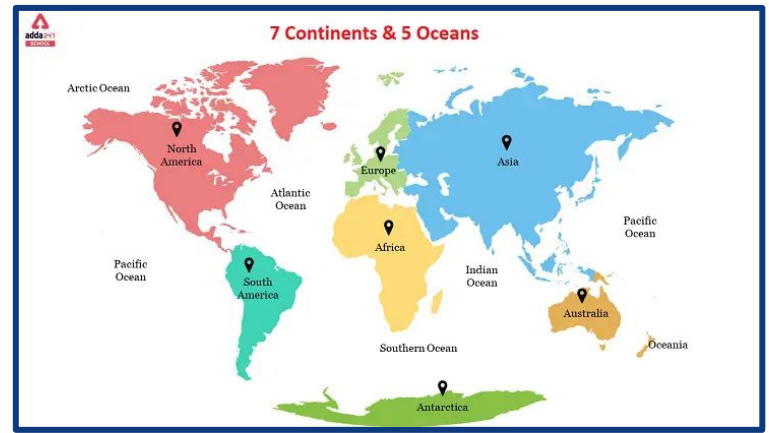 adda247
SCHOOL
7 Continents & 5 Oceans
Arctic Ocean
North
America
Europe
Asia
Atlantic
Ocean
Pacific
Ocean
Africa
Pacific
Ocean
Indian
Ocean
South
America
Australia
Southern Ocean
Oceania
Antarctica